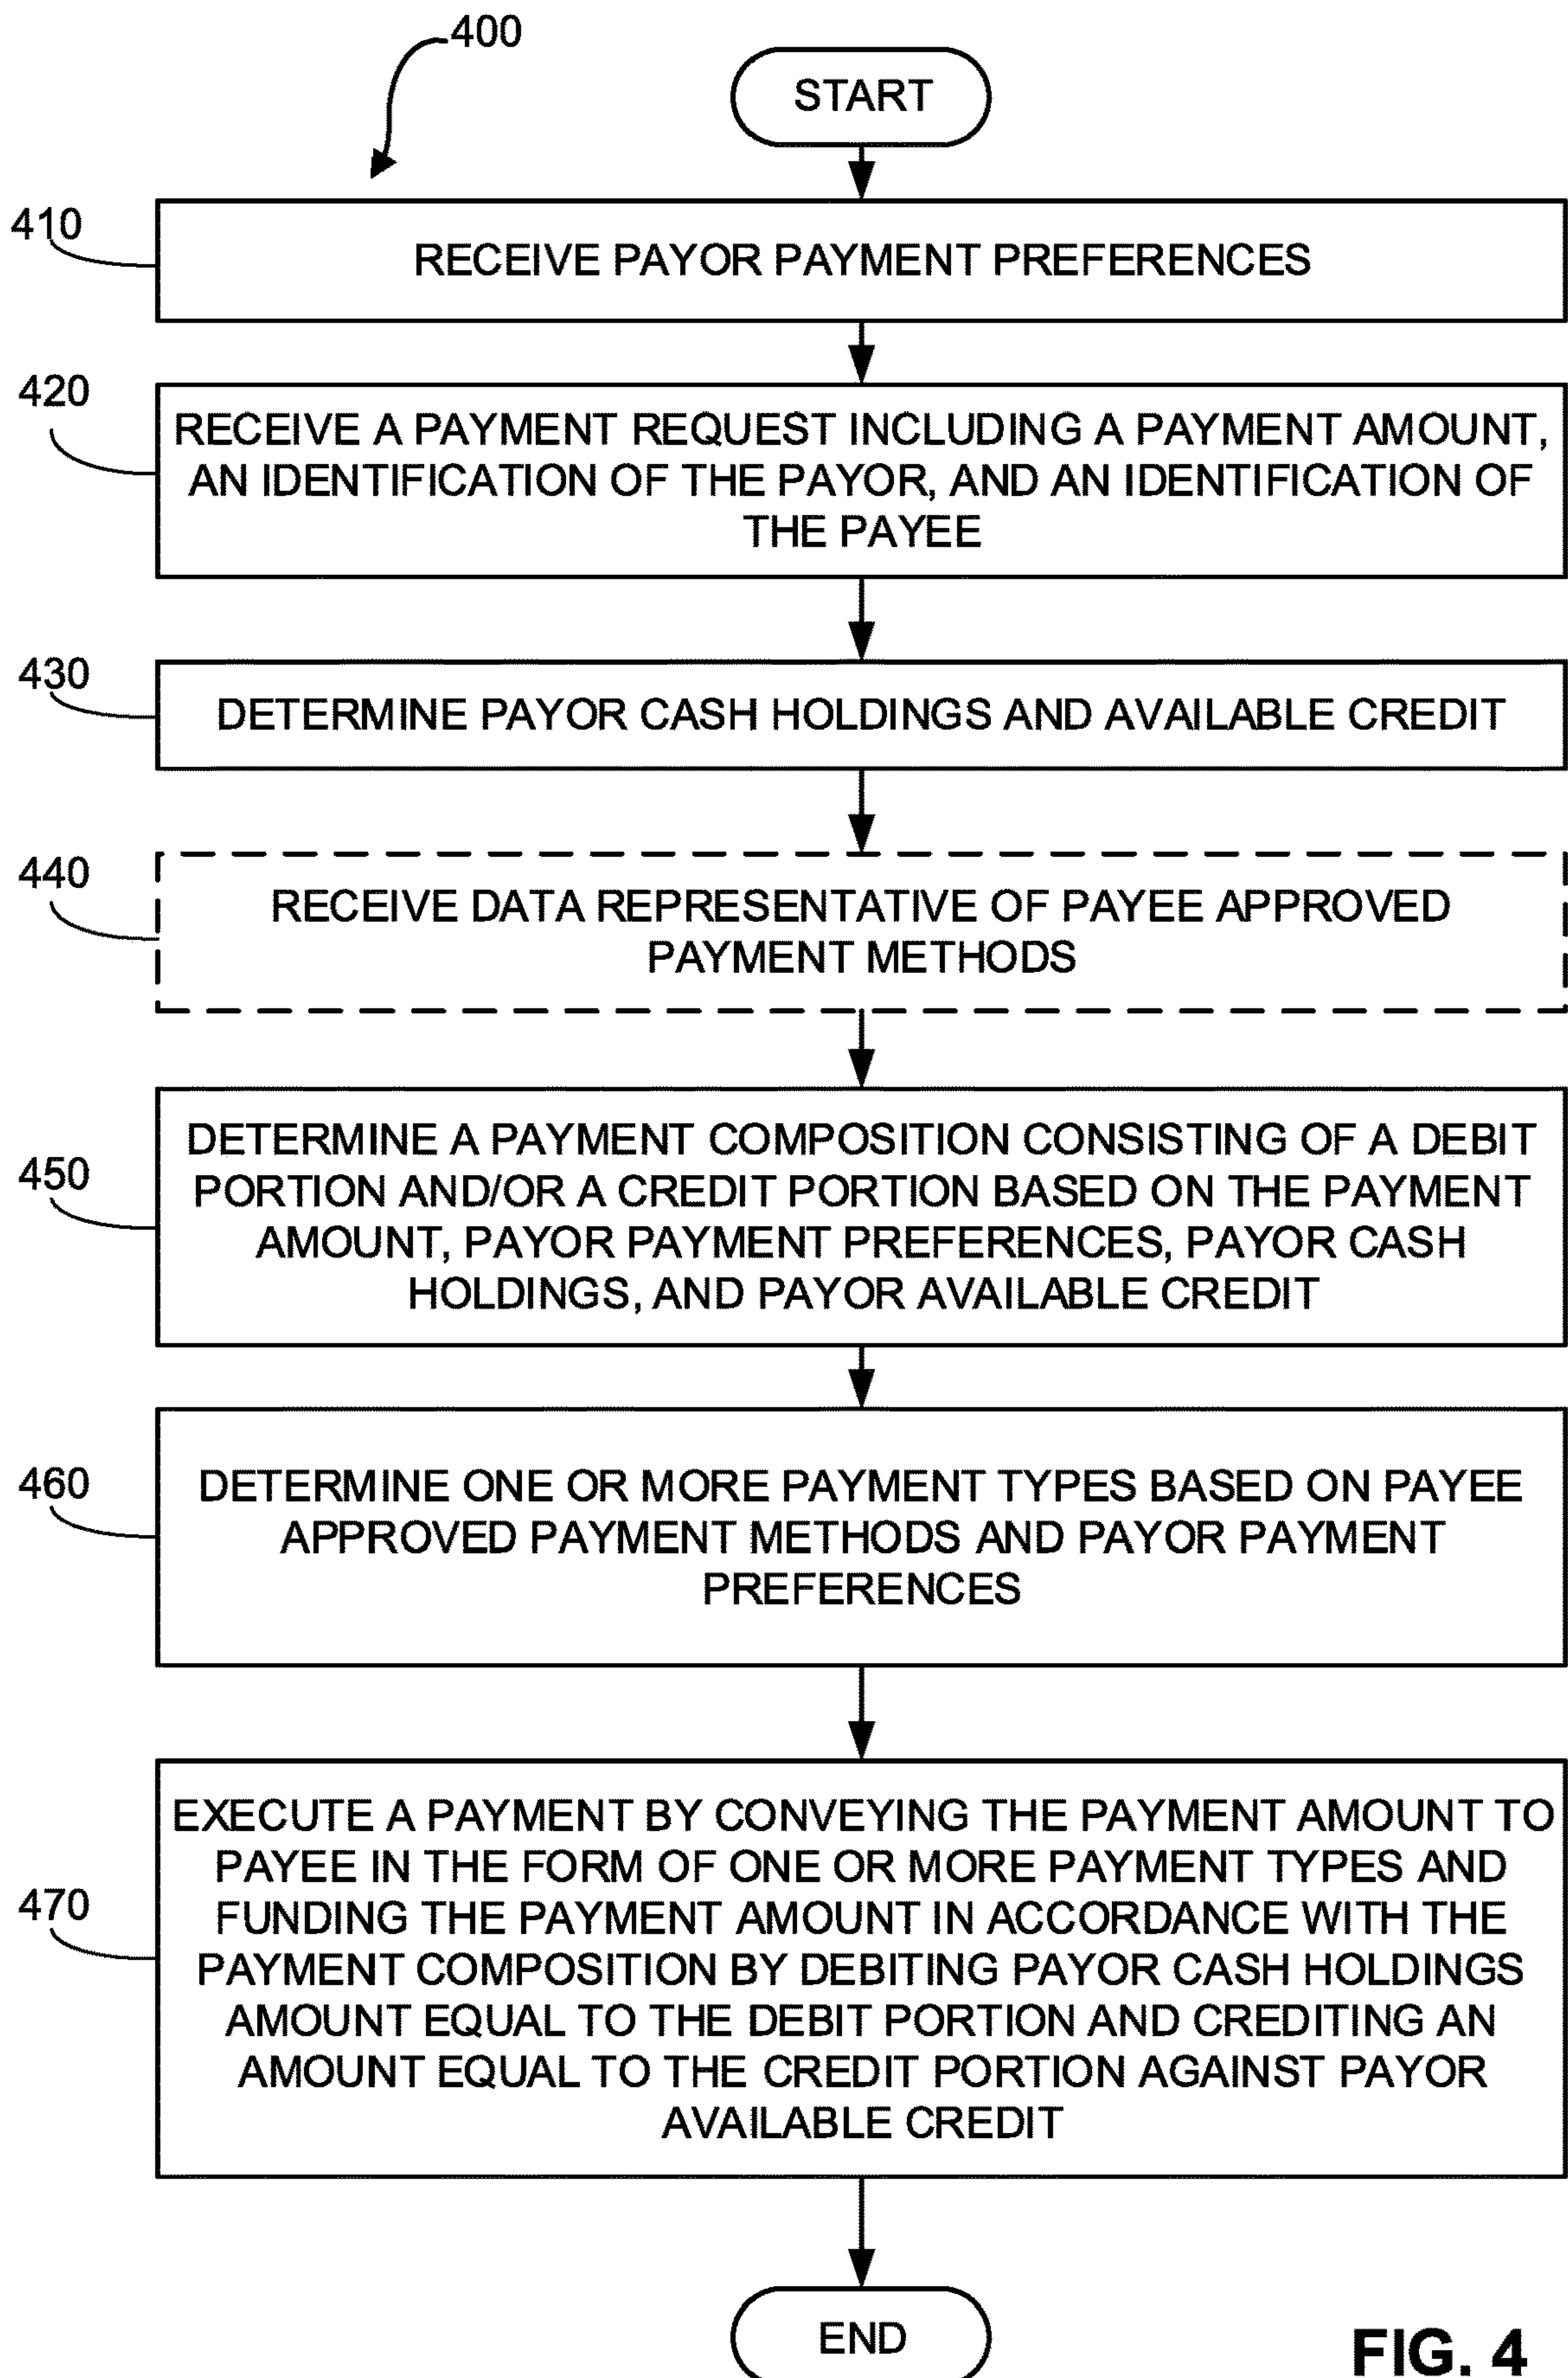 400
START
410
RECEIVE PAYOR PAYMENT PREFERENCES
420
RECEIVE A PAYMENT REQUEST INCLUDING A PAYMENT AMOUNT,
AN IDENTIFICATION OF THE PAYOR, AND AN IDENTIFICATION OF
THE PAYEE
430
DETERMINE PAYOR CASH HOLDINGS AND AVAILABLE CREDIT
440
RECEIVE DATA REPRESENTATIVE OF PAYEE APPROVED
PAYMENT METHODS
450
DETERMINE A PAYMENT COMPOSITION CONSISTING OF A DEBIT
PORTION AND/OR A CREDIT PORTION BASED ON THE PAYMENT
AMOUNT, PAYOR PAYMENT PREFERENCES, PAYOR CASH
HOLDINGS, AND PAYOR AVAILABLE CREDIT
460
DETERMINE ONE OR MORE PAYMENT TYPES BASED ON PAYEE
APPROVED PAYMENT METHODS AND PAYOR PAYMENT
PREFERENCES
470
EXECUTE A PAYMENT BY CONVEYING THE PAYMENT AMOUNT TO
PAYEE IN THE FORM OF ONE OR MORE PAYMENT TYPES AND
FUNDING THE PAYMENT AMOUNT IN ACCORDANCE WITH THE
PAYMENT COMPOSITION BY DEBITING PAYOR CASH HOLDINGS
AMOUNT EQUAL TO THE DEBIT PORTION AND CREDITING AN
AMOUNT EQUAL TO THE CREDIT PORTION AGAINST PAYOR
AVAILABLE CREDIT
END
FIG. 4